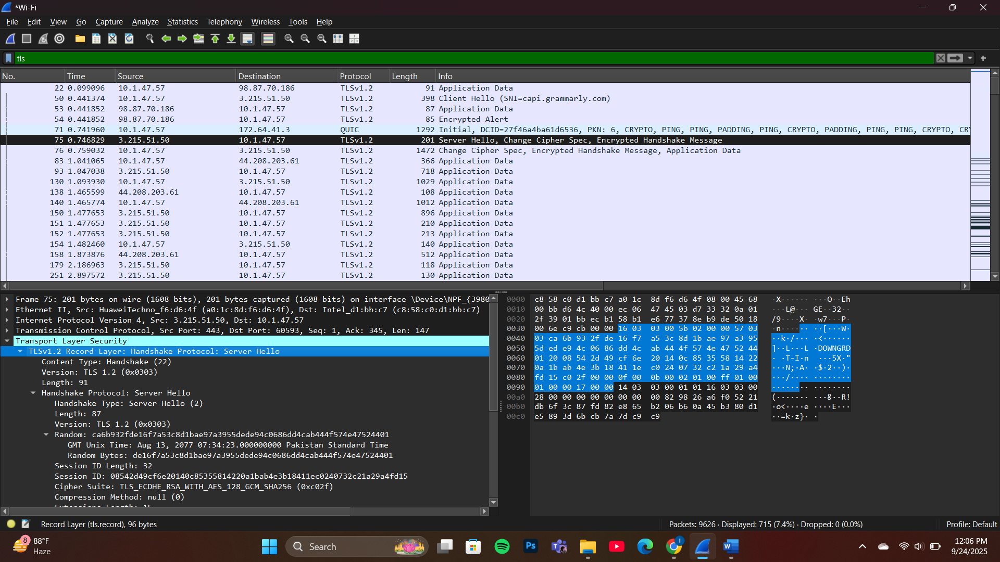 *Wi-Fi
File Edit View Go Capture Analyze Statistics Telephony Wireless Tools Help
tls
No. Time Source Destination Protocol Length Info
22 0.099096 10.1.47.57 98.87.70.186 TLSv1.2 91 Application Data
50 0.441374 10.1.47.57 3.215.51.50 TLSv1.2 398 Client Hello (SNI=capi.grammarly.com)
53 0.441852 98.87.70.186 10.1.47.57 TLSv1.2 87 Application Data
54 0.441852 98.87.70.186 10.1.47.57 TLSv1.2 85 Encrypted Alert
71 0.741960 10.1.47.57 172.64.41.3 QUIC 1292 Initial, DCID=27f46a4ba61d6536, PKN: 6, CRYPTO, PING, PING, PADDING, PING, CRYPTO, PADDING, PING, PING, CRYPTO, CRY
75 0.746829 3.215.51.50 10.1.47.57 TLSv1.2 201 Server Hello, Change Cipher Spec, Encrypted Handshake Message
76 0.759032 10.1.47.57 3.215.51.50 TLSv1.2 1472 Change Cipher Spec, Encrypted Handshake Message, Application Data
83 1.041065 10.1.47.57 44.208.203.61 TLSv1.2 366 Application Data
93 1.047038 3.215.51.50 10.1.47.57 TLSv1.2 718 Application Data
130 1.093930 10.1.47.57 3.215.51.50 TLSv1.2 1029 Application Data
138 1.465599 44.208.203.61 10.1.47.57 TLSv1.2 108 Application Data
140 1.465774 10.1.47.57 44.208.203.61 TLSv1.2 1012 Application Data
150 1.477653 3.215.51.50 10.1.47.57 TLSv1.2 896 Application Data
151 1.477653 3.215.51.50 10.1.47.57 TLSv1.2 210 Application Data
152 1.477653 3.215.51.50 10.1.47.57 TLSv1.2 213 Application Data
154 1.482460 10.1.47.57 3.215.51.50 TLSv1.2 140 Application Data
158 1.873876 44.208.203.61 10.1.47.57 TLSv1.2 512 Application Data
179 2.186963 3.215.51.50 10.1.47.57 TLSv1.2 118 Application Data
251 2.897572 3.215.51.50 10.1.47.57 TLSv1.2 130 Application Data
Frame 75: 201 bytes on wire (1608 bits), 201 bytes captured (1608 bits) on interface \Device\NPF_{3980
Ethernet II, Src: HuaweiTechno_f6:d6:4f (a0:1c:8d:f6:d6:4f), Dst: Intel_d1:bb:c7 (c8:58:c0:d1:bb:c7)
Internet Protocol Version 4, Src: 3.215.51.50, Dst: 10.1.47.57
Transmission Control Protocol, Src Port: 443, Dst Port: 60593, Seq: 1, Ack: 345, Len: 147
Transport Layer Security
TLSv1.2 Record Layer: Handshake Protocol: Server Hello
Content Type: Handshake (22)
Version: TLS 1.2 (0x0303)
Length: 91
Handshake Protocol: Server Hello
Handshake Type: Server Hello (2)
Length: 87
Version: TLS 1.2 (0x0303)
Random: ca6b932fde16f7a53c8d1bae97a3955dede94c0686dd4cab444f574e47524401
GMT Unix Time: Aug 13, 2077 07:34:23.000000000 Pakistan Standard Time
Random Bytes: de16f7a53c8d1bae97a3955dede94c0686dd4cab444f574e47524401
Session ID Length: 32
Session ID: 08542d49cf6e20140c85355814220a1bab4e3b18411ec0240732c21a29a4fd15
Cipher Suite: TLS_ECDHE_RSA_WITH_AES_128_GCM_SHA256 (0xc02f)
Compression Method: null (0)
0000 c8 58 c0 d1 bb c7 a0 1c 8d f6 d6 4f 08 00 45 68 ·X······ ···O··Eh
0010 00 bb d6 4c 40 00 ec 06 47 45 03 d7 33 32 0a 01 ···L@··· GE··32··
0020 2f 39 01 bb ec b1 58 b1 e6 77 37 8e b9 de 50 18 /9····X· ·w7···P·
0030 00 6e c9 cb 00 00 16 03 03 00 5b 02 00 00 57 03 ·n······ ··[···W·
0040 03 ca 6b 93 2f de 16 f7 a5 3c 8d 1b ae 97 a3 95 ··k·/··· ·<······
0050 5d ed e9 4c 06 86 dd 4c ab 44 4f 57 4e 47 52 44 ]··L···L ·DOWNGRD
0060 01 20 08 54 2d 49 cf 6e 20 14 0c 85 35 58 14 22 · ·T-I·n ···5X·"
0070 0a 1b ab 4e 3b 18 41 1e c0 24 07 32 c2 1a 29 a4 ···N;·A· ·$·2··)·
0080 fd 15 c0 2f 00 00 0f 00 0b 00 02 01 00 ff 01 00 ···/···· ········
0090 01 00 00 17 00 00 14 03 03 00 01 01 16 03 03 00 ········ ········
00a0 28 00 00 00 00 00 00 00 00 82 98 26 a6 f0 52 21 (······· ···&··R!
00b0 db 6f 3c 87 fd 82 e8 65 b2 06 b6 0a 45 b3 80 d1 ·o<····e ····E···
00c0 e5 89 3d 6b cb 7a 7d c9 c9 ··=k·z}· ·
Record Layer (tls.record), 96 bytes
Packets: 9626 · Displayed: 715 (7.4%) · Dropped: 0 (0.0%)
Profile: Default
8
88°F
Haze
Search
Ps
12:06 PM
9/24/2025